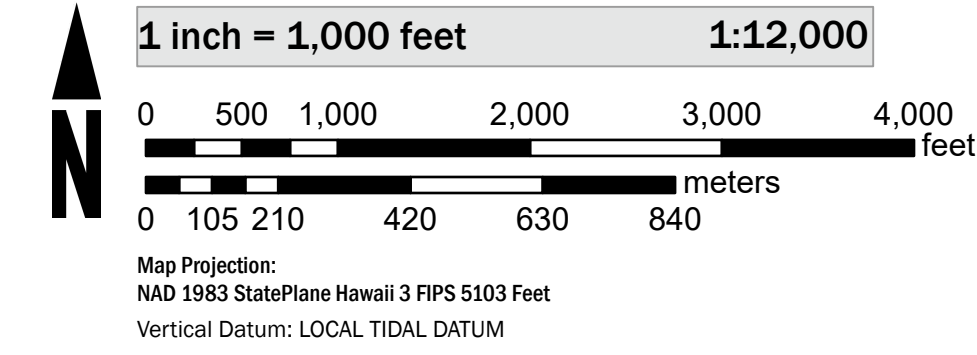 1 inch = 1,000 feet 1:12,000
0 500 1,000 2,000 3,000 4,000
feet
meters
0 105 210 420 630 840
N
Map Projection:
NAD 1983 StatePlane Hawaii 3 FIPS 5103 Feet
Vertical Datum: LOCAL TIDAL DATUM